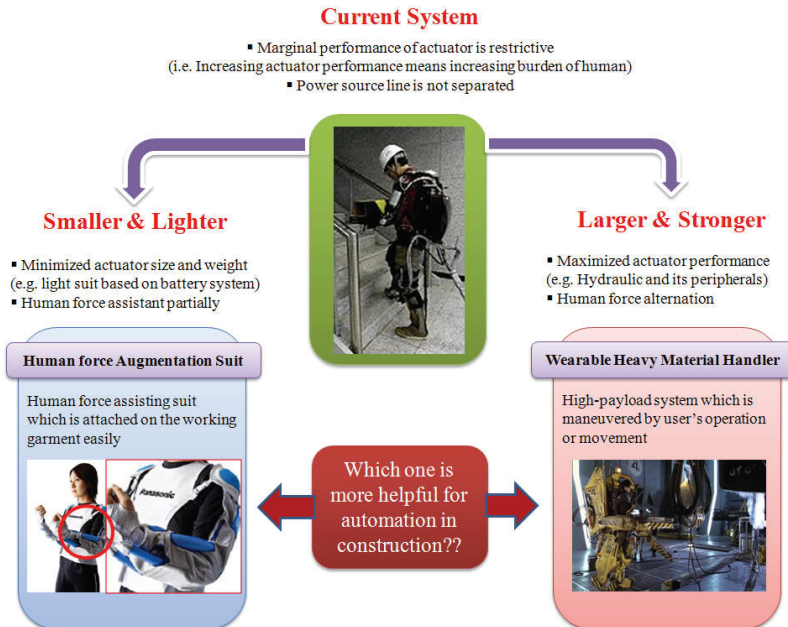 Current System
▪ Marginal performance of actuator is restrictive
(i.e. Increasing actuator performance means increasing burden of human)
▪ Power source line is not separated
Smaller & Lighter
▪ Minimized actuator size and weight
(e.g. light suit based on battery system)
▪ Human force assistant partially
Human force Augmentation Suit
Human force assisting suit
which is attached on the working
garment easily
Panasonic
Panasonic
Larger & Stronger
▪ Maximized actuator performance
(e.g. Hydraulic and its peripherals)
▪ Human force alternation
Wearable Heavy Material Handler
High-payload system which is
maneuvered by user's operation
or movement
Which one is
more helpful for
automation in
construction??